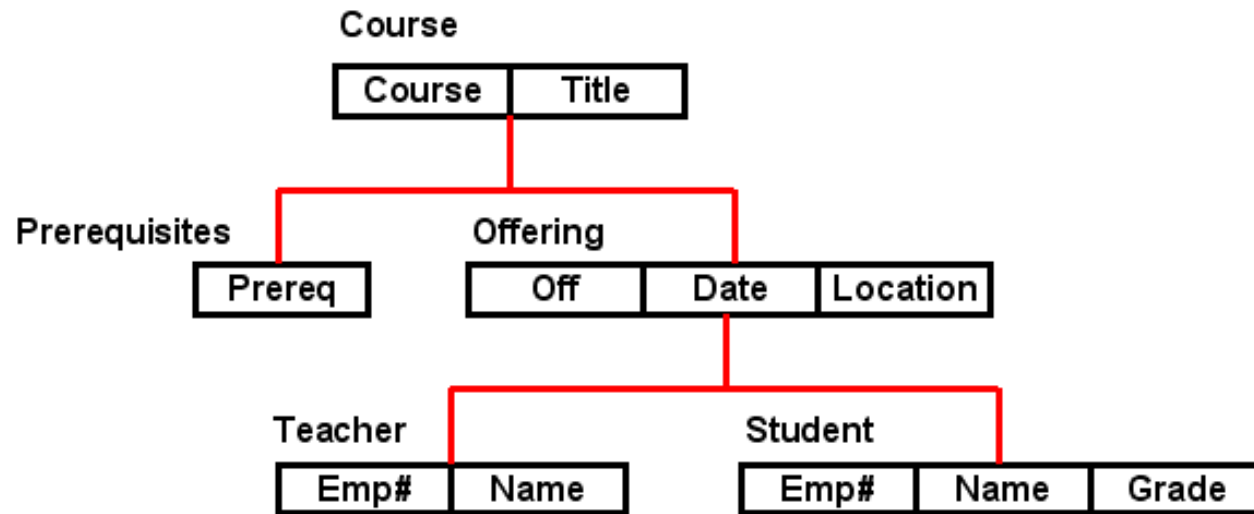 Course
Course Title
Prerequisites Offering
Prereq Off Date Location
Teacher Student
Emp# Name Emp# Name Grade